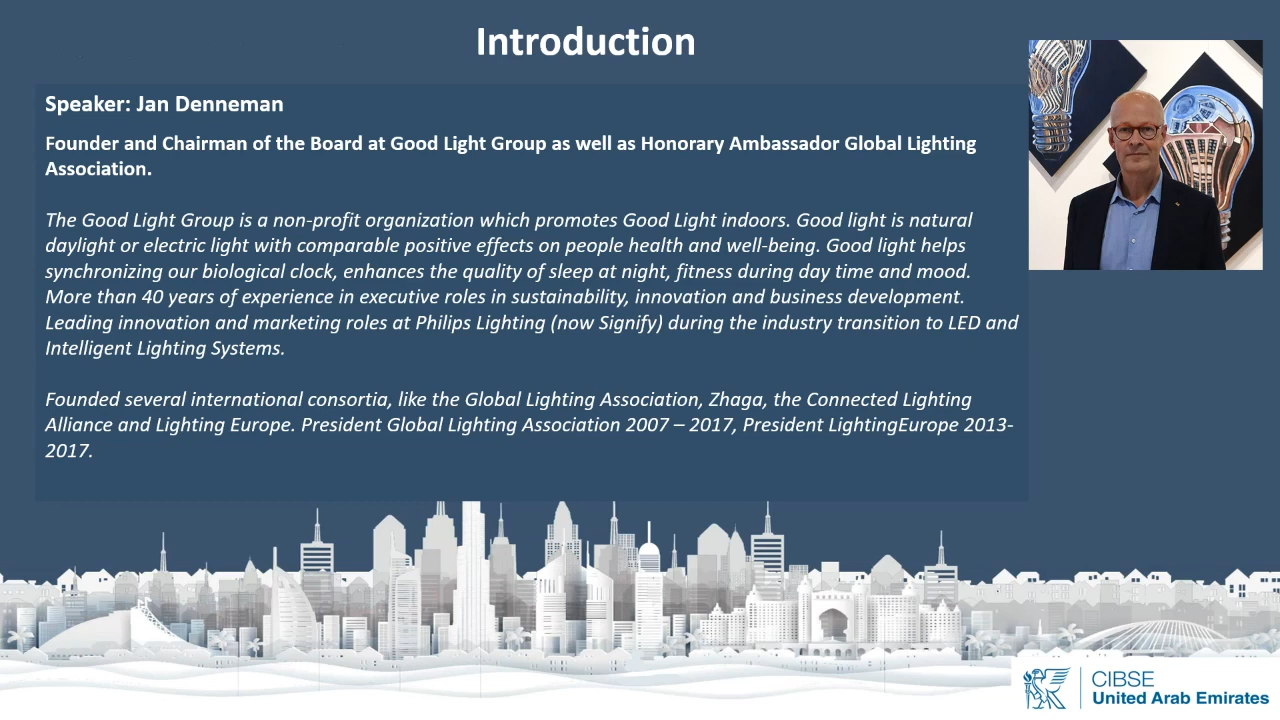 Introduction
Speaker: Jan Denneman
Founder and Chairman of the Board at Good Light Group as well as Honorary Ambassador Global Lighting
Association.
The Good Light Group is a non-profit organization which promotes Good Light indoors. Good light is natural
daylight or electric light with comparable positive effects on people health and well-being. Good light helps
synchronizing our biological clock, enhances the quality of sleep at night, fitness during day time and mood.
More than 40 years of experience in executive roles in sustainability, innovation and business development.
Leading innovation and marketing roles at Philips Lighting (now Signify) during the industry transition to LED and
Intelligent Lighting Systems.
Founded several international consortia, like the Global Lighting Association, Zhaga, the Connected Lighting
Alliance and Lighting Europe. President Global Lighting Association 2007 – 2017, President LightingEurope 2013-
2017.
CIBSE
United Arab Emirates